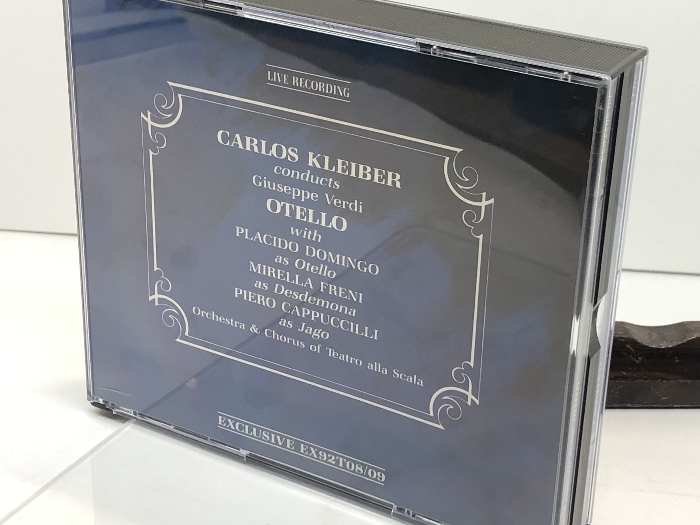 LIVE RECORDING
CARLOS KLEIBER
conducts
Giuseppe Verdi
OTELLO
with
PLACIDO DOMINGO
as Otello
MIRELLA FRENI
as Desdemona
PIERO CAPPUCCILLI
as Jago
Orchestra & Chorus of Teatro alla Scala
EXCLUSIVE EX92T08/09